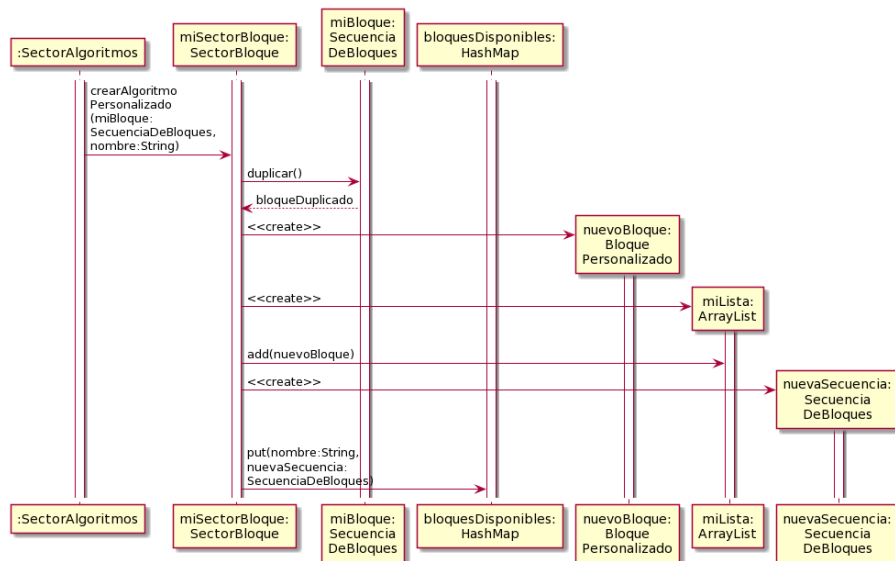 :SectorAlgoritmos
miSectorBloque:
SectorBloque
miBloque:
Secuencia
DeBloques
bloquesDisponibles:
HashMap
crearAlgoritmo
Personalizado
(miBloque:
SecuenciaDeBloques,
nombre:String)
duplicar()
bloqueDuplicado
<<create>>
nuevoBloque:
Bloque
Personalizado
<<create>>
miLista:
ArrayList
add(nuevoBloque)
<<create>>
nuevaSecuencia:
Secuencia
DeBloques
put(nombre:String,
nuevaSecuencia:
SecuenciaDeBloques)
:SectorAlgoritmos
miSectorBloque:
SectorBloque
miBloque:
Secuencia
DeBloques
bloquesDisponibles:
HashMap
nuevoBloque:
Bloque
Personalizado
miLista:
ArrayList
nuevaSecuencia:
Secuencia
DeBloques